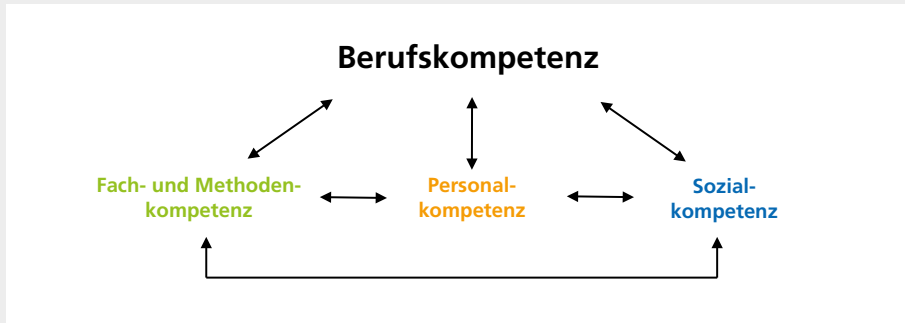 Berufskompetenz
Fach- und Methoden-
kompetenz
Personal-
kompetenz
Sozial-
kompetenz